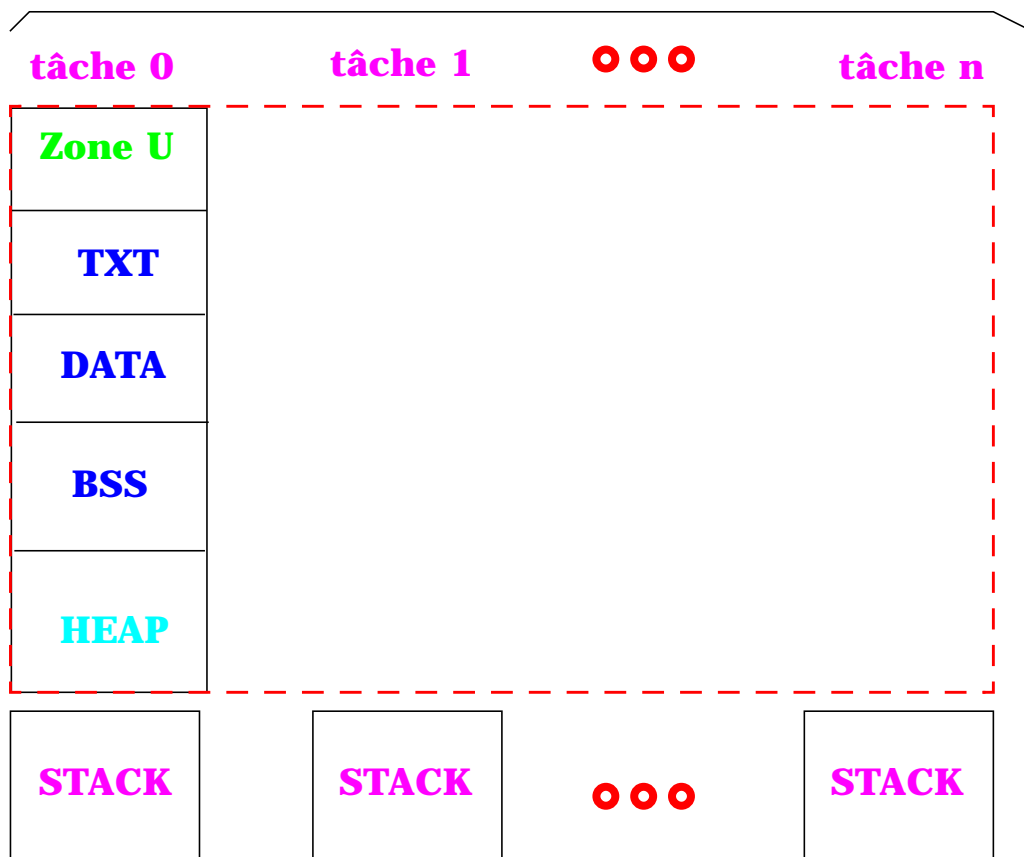 tâche 0 tâche 1 tâche n
Zone U
TXT
DATA
BSS
HEAP
STACK STACK STACK